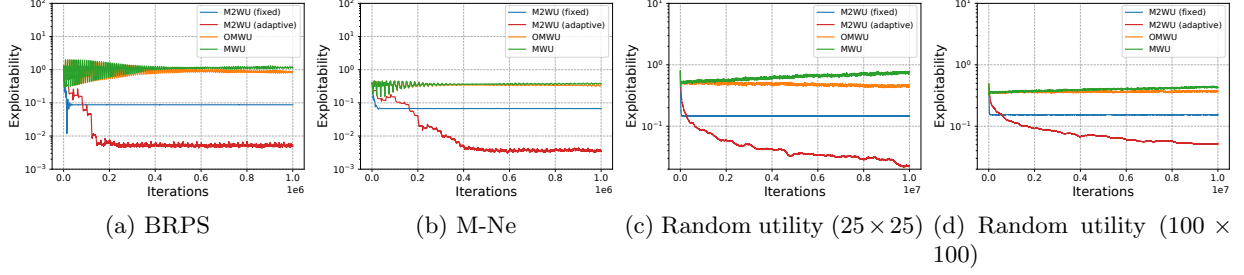 M2WU (fixed)
M2WU (adaptive)
OMWU
MWU
Exploitability
10²
10¹
10⁰
10⁻¹
10⁻²
10⁻³
0.0 0.2 0.4 0.6 0.8 1.0
Iterations 1e6
(a) BRPS
M2WU (fixed)
M2WU (adaptive)
OMWU
MWU
Exploitability
10²
10¹
10⁰
10⁻¹
10⁻²
10⁻³
0.0 0.2 0.4 0.6 0.8 1.0
Iterations 1e6
(b) M-Ne
M2WU (fixed)
M2WU (adaptive)
OMWU
MWU
Exploitability
10¹
10⁰
10⁻¹
0.0 0.2 0.4 0.6 0.8 1.0
Iterations 1e7
(c) Random utility (25 × 25)
M2WU (fixed)
M2WU (adaptive)
OMWU
MWU
Exploitability
10¹
10⁰
10⁻¹
0.0 0.2 0.4 0.6 0.8 1.0
Iterations 1e7
(d) Random utility (100 ×
100)